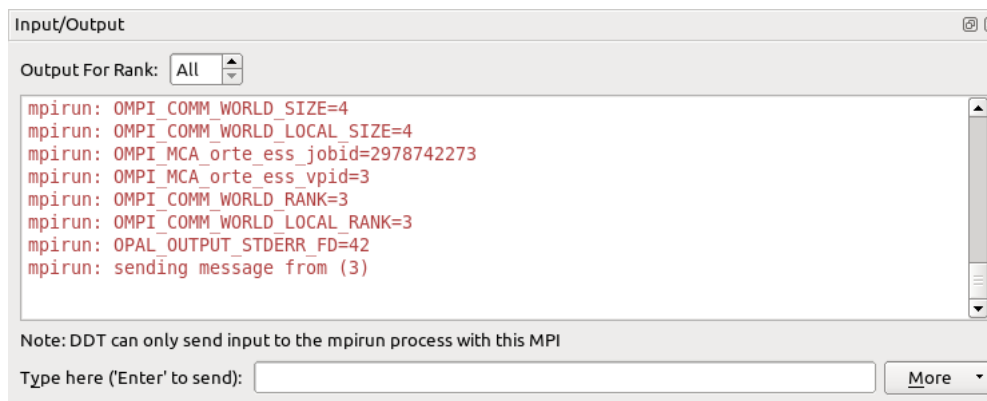 Input/Output
Output For Rank: All
mpirun: OMPI_COMM_WORLD_SIZE=4
mpirun: OMPI_COMM_WORLD_LOCAL_SIZE=4
mpirun: OMPI_MCA_orte_ess_jobid=2978742273
mpirun: OMPI_MCA_orte_ess_vpid=3
mpirun: OMPI_COMM_WORLD_RANK=3
mpirun: OMPI_COMM_WORLD_LOCAL_RANK=3
mpirun: OPAL_OUTPUT_STDERR_FD=42
mpirun: sending message from (3)
Note: DDT can only send input to the mpirun process with this MPI
Type here ('Enter' to send): More